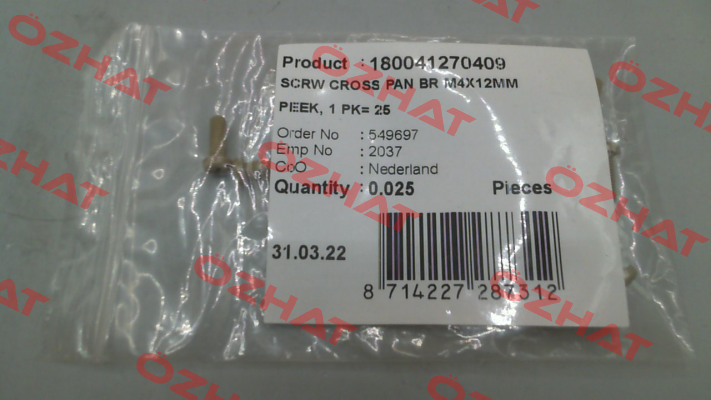 Product : 180041270409
SCRW CROSS PAN BR M4X12MM
PEEK, 1 PK= 25
Order No : 549697
Emp No : 2037
CoO : Nederland
Quantity : 0.025 Pieces
31.03.22
8 714227 287312
ÖZHAT
ÖZHAT
ÖZHAT
ÖZHAT
ÖZHAT
ÖZHAT
ÖZHAT
ÖZHAT